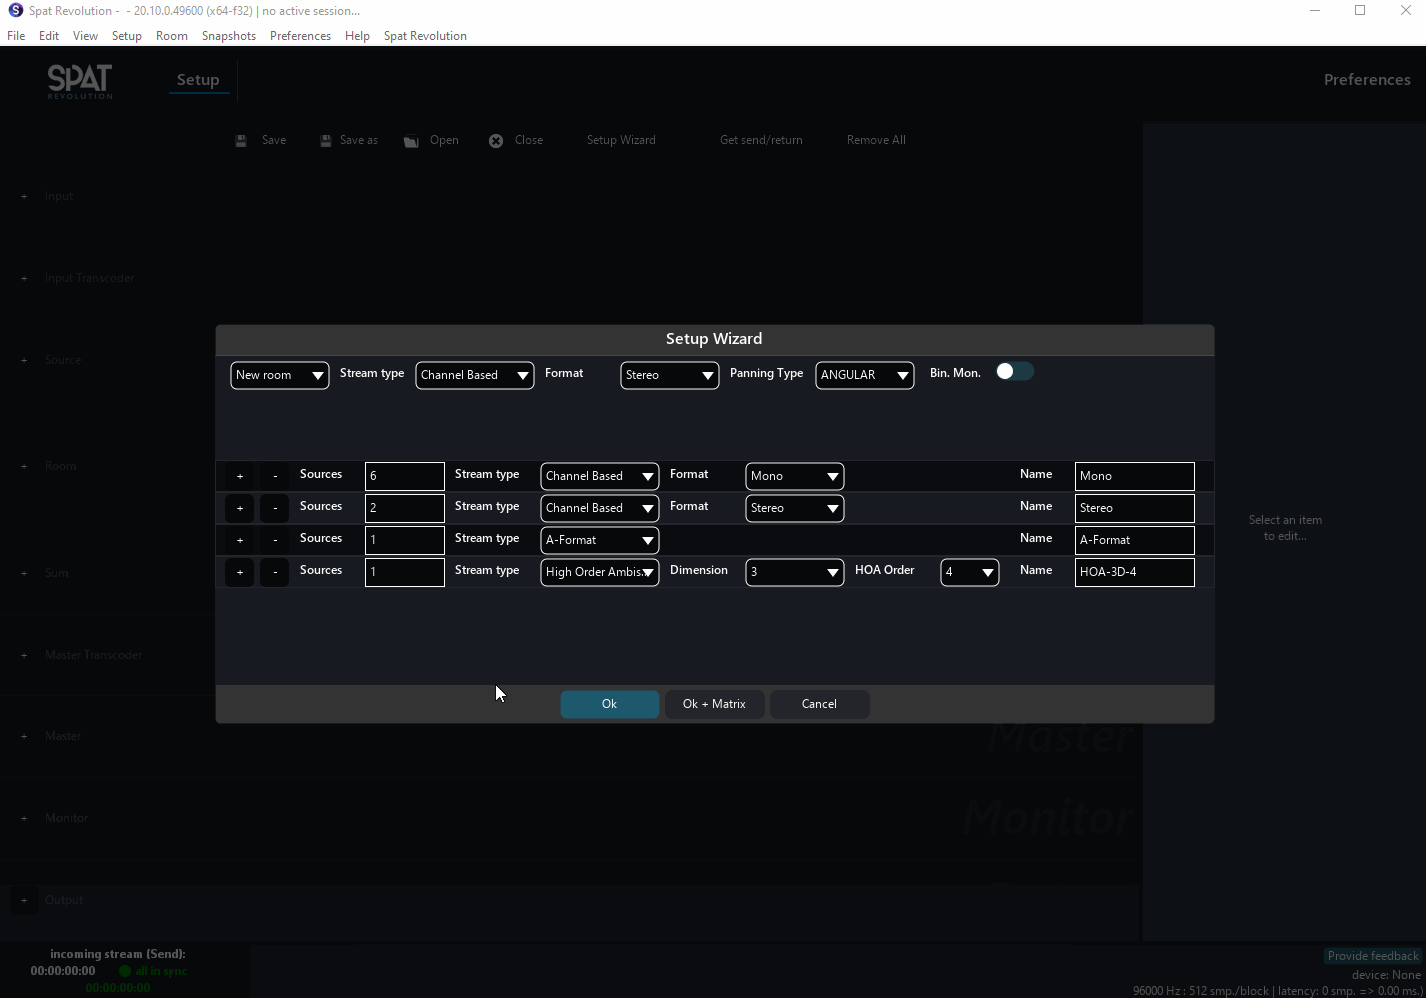 Spat Revolution - - 20.10.0.49600 (x64-f32) | no active session...
File Edit View Setup Room Snapshots Preferences Help Spat Revolution
SPAT REVOLUTION
Setup
Preferences
Save Save as Open Close Setup Wizard Get send/return Remove All
+ Input
+ Input Transcoder
+ Source
+ Room
+ Sum
+ Master Transcoder
+ Master
+ Monitor
+ Output
Setup Wizard
New room Stream type Channel Based Format Stereo Panning Type ANGULAR Bin. Mon.
+ - Sources 6 Stream type Channel Based Format Mono Name Mono
+ - Sources 2 Stream type Channel Based Format Stereo Name Stereo
+ - Sources 1 Stream type A-Format Name A-Format
+ - Sources 1 Stream type High Order Ambis.. Dimension 3 HOA Order 4 Name HOA-3D-4
Ok Ok + Matrix Cancel
Master
Monitor
Select an item
to edit...
incoming stream (Send):
00:00:00:00 all in sync
00:00:00:00
Provide feedback
device: None
96000 Hz : 512 smp./block | latency: 0 smp. => 0.00 ms.)